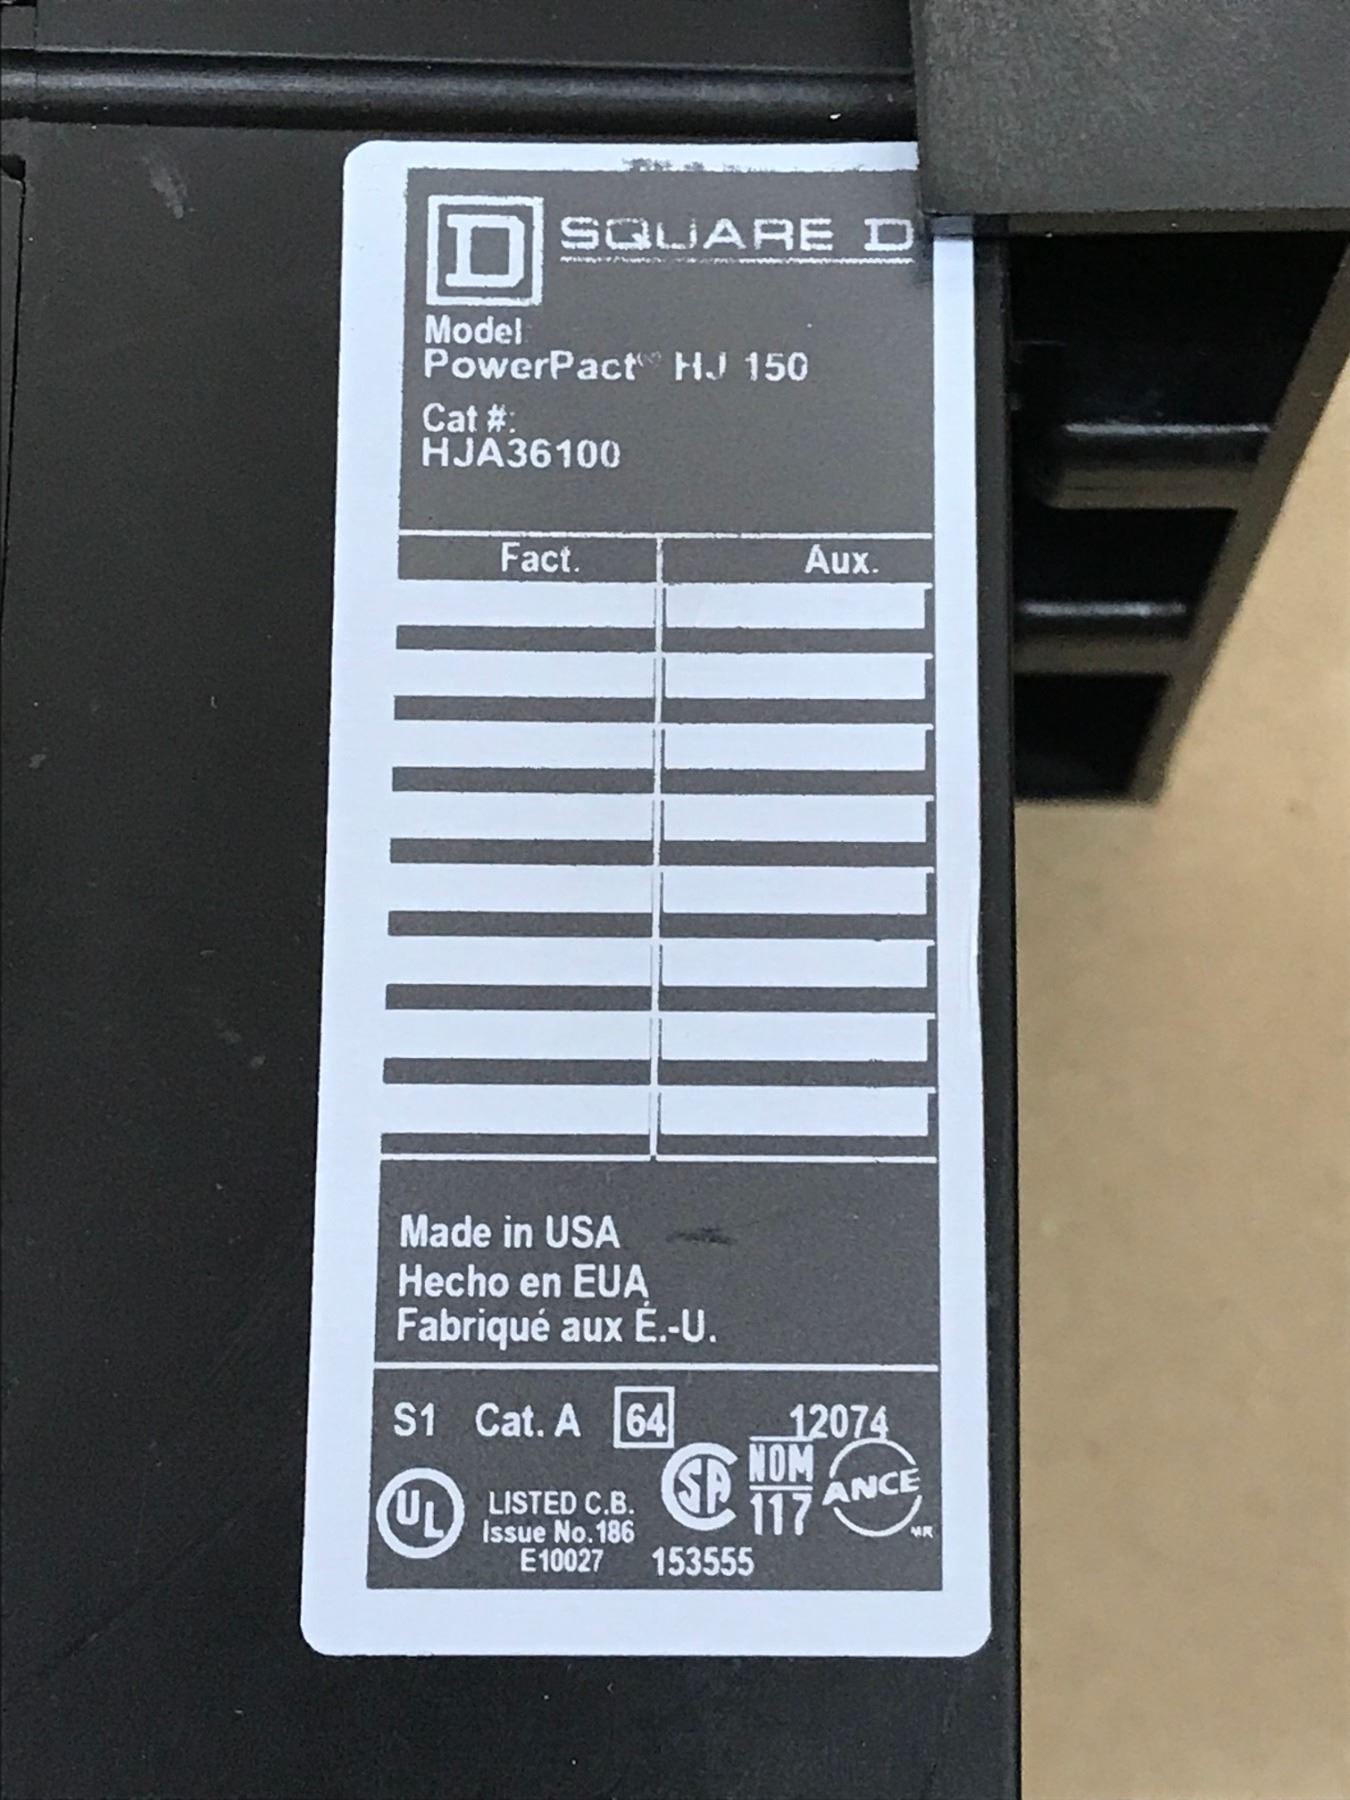 D SQUARE D
Model
PowerPact HJ 150
Cat #:
HJA36100
Fact. Aux.
Made in USA
Hecho en EUA
Fabriqué aux É.-U.
S1 Cat. A 64 12074
UL LISTED C.B. SA NOM ANCE
Issue No.186 117 MR
E10027 153555